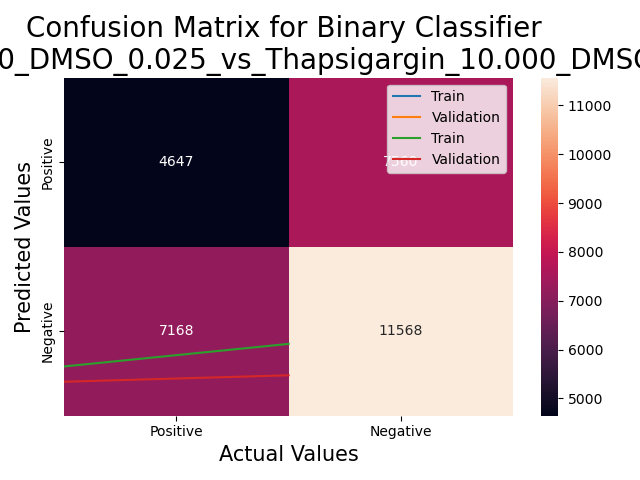 Confusion Matrix for Binary Classifier
0_DMSO_0.025_vs_Thapsigargin_10.000_DMSO
Train
Validation
Train
Validation
Positive
Negative
Predicted Values
4647
7168
11568
Positive
Negative
Actual Values
11000
10000
9000
8000
7000
6000
5000